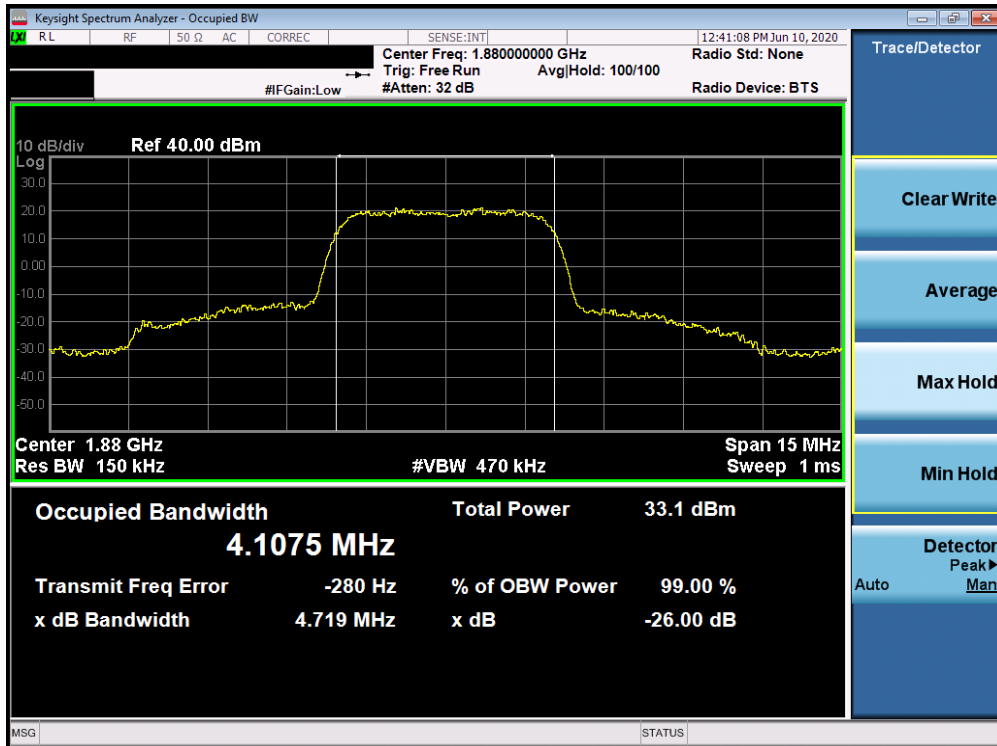 Keysight Spectrum Analyzer - Occupied BW
LXI RL RF 50 Ω AC CORREC SENSE:INT 12:41:08 PM Jun 10, 2020
Center Freq: 1.880000000 GHz Radio Std: None
Trig: Free Run Avg|Hold: 100/100
#IFGain:Low #Atten: 32 dB Radio Device: BTS
10 dB/div Ref 40.00 dBm
Log
30.0
20.0
10.0
0.00
-10.0
-20.0
-30.0
-40.0
-50.0
Center 1.88 GHz Span 15 MHz
Res BW 150 kHz #VBW 470 kHz Sweep 1 ms
Occupied Bandwidth Total Power 33.1 dBm
4.1075 MHz
Transmit Freq Error -280 Hz % of OBW Power 99.00 %
x dB Bandwidth 4.719 MHz x dB -26.00 dB
Trace/Detector
Clear Write
Average
Max Hold
Min Hold
Detector
Peak▶
Auto Man
MSG STATUS